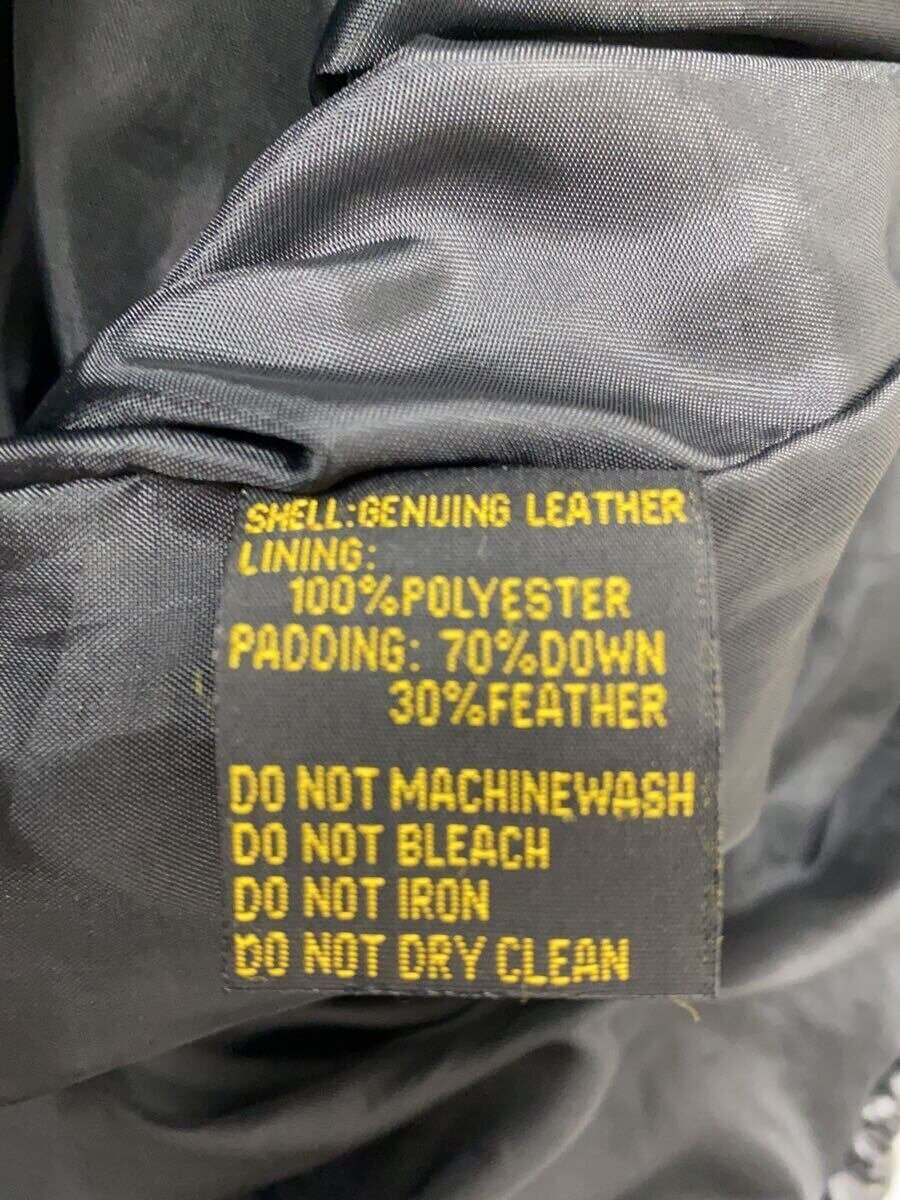 SHELL:GENUING LEATHER
LINING:
100%POLYESTER
PADDING: 70%DOWN
30%FEATHER
DO NOT MACHINEWASH
DO NOT BLEACH
DO NOT IRON
DO NOT DRY CLEAN